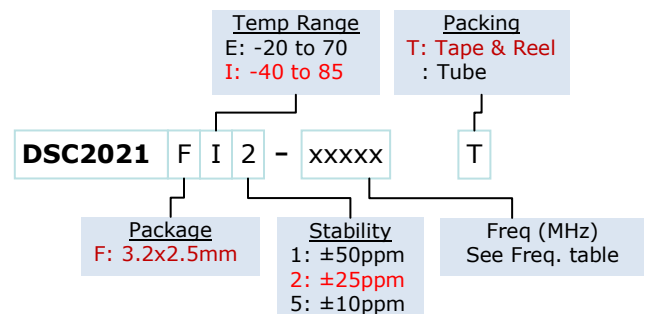 Temp Range
E: -20 to 70
I: -40 to 85
Packing
T: Tape & Reel
: Tube
DSC2021 F I 2 – xxxxx T
Package
F: 3.2x2.5mm
Stability
1: ±50ppm
2: ±25ppm
5: ±10ppm
Freq (MHz)
See Freq. table